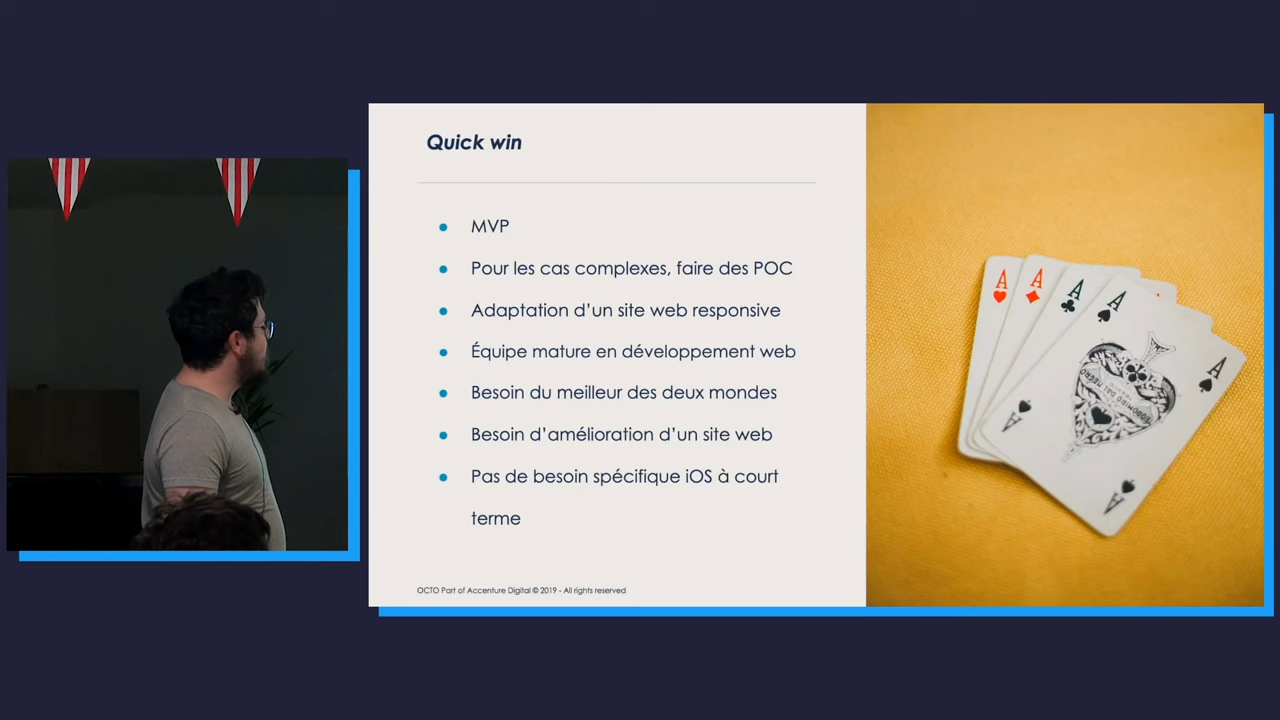 Quick win
MVP
Pour les cas complexes, faire des POC
Adaptation d'un site web responsive
Équipe mature en développement web
Besoin du meilleur des deux mondes
Besoin d'amélioration d'un site web
Pas de besoin spécifique iOS à court
terme
OCTO Part of Accenture Digital © 2019 - All rights reserved
A
A
A
A
A
A
A